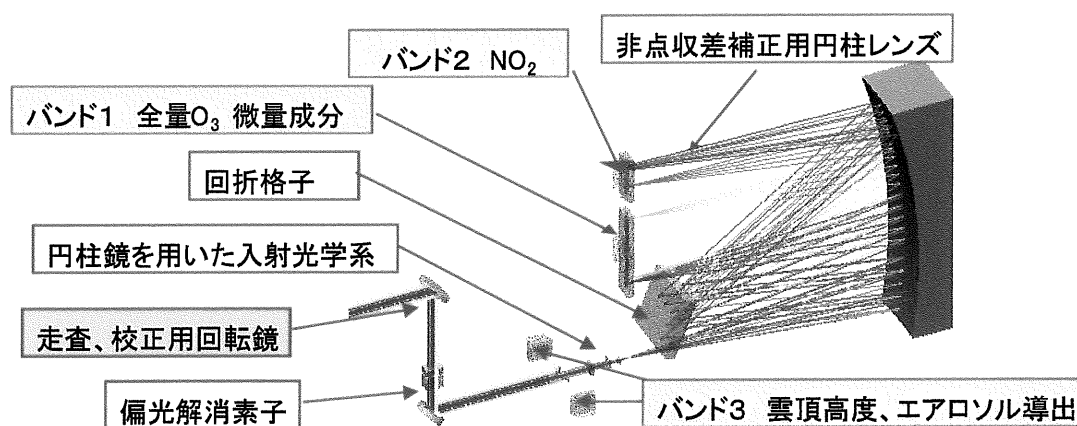 バンド2 NO₂
非点収差補正用円柱レンズ
バンド1 全量O₃ 微量成分
回折格子
円柱鏡を用いた入射光学系
走査、校正用回転鏡
偏光解消素子
バンド3 雲頂高度、エアロソル導出